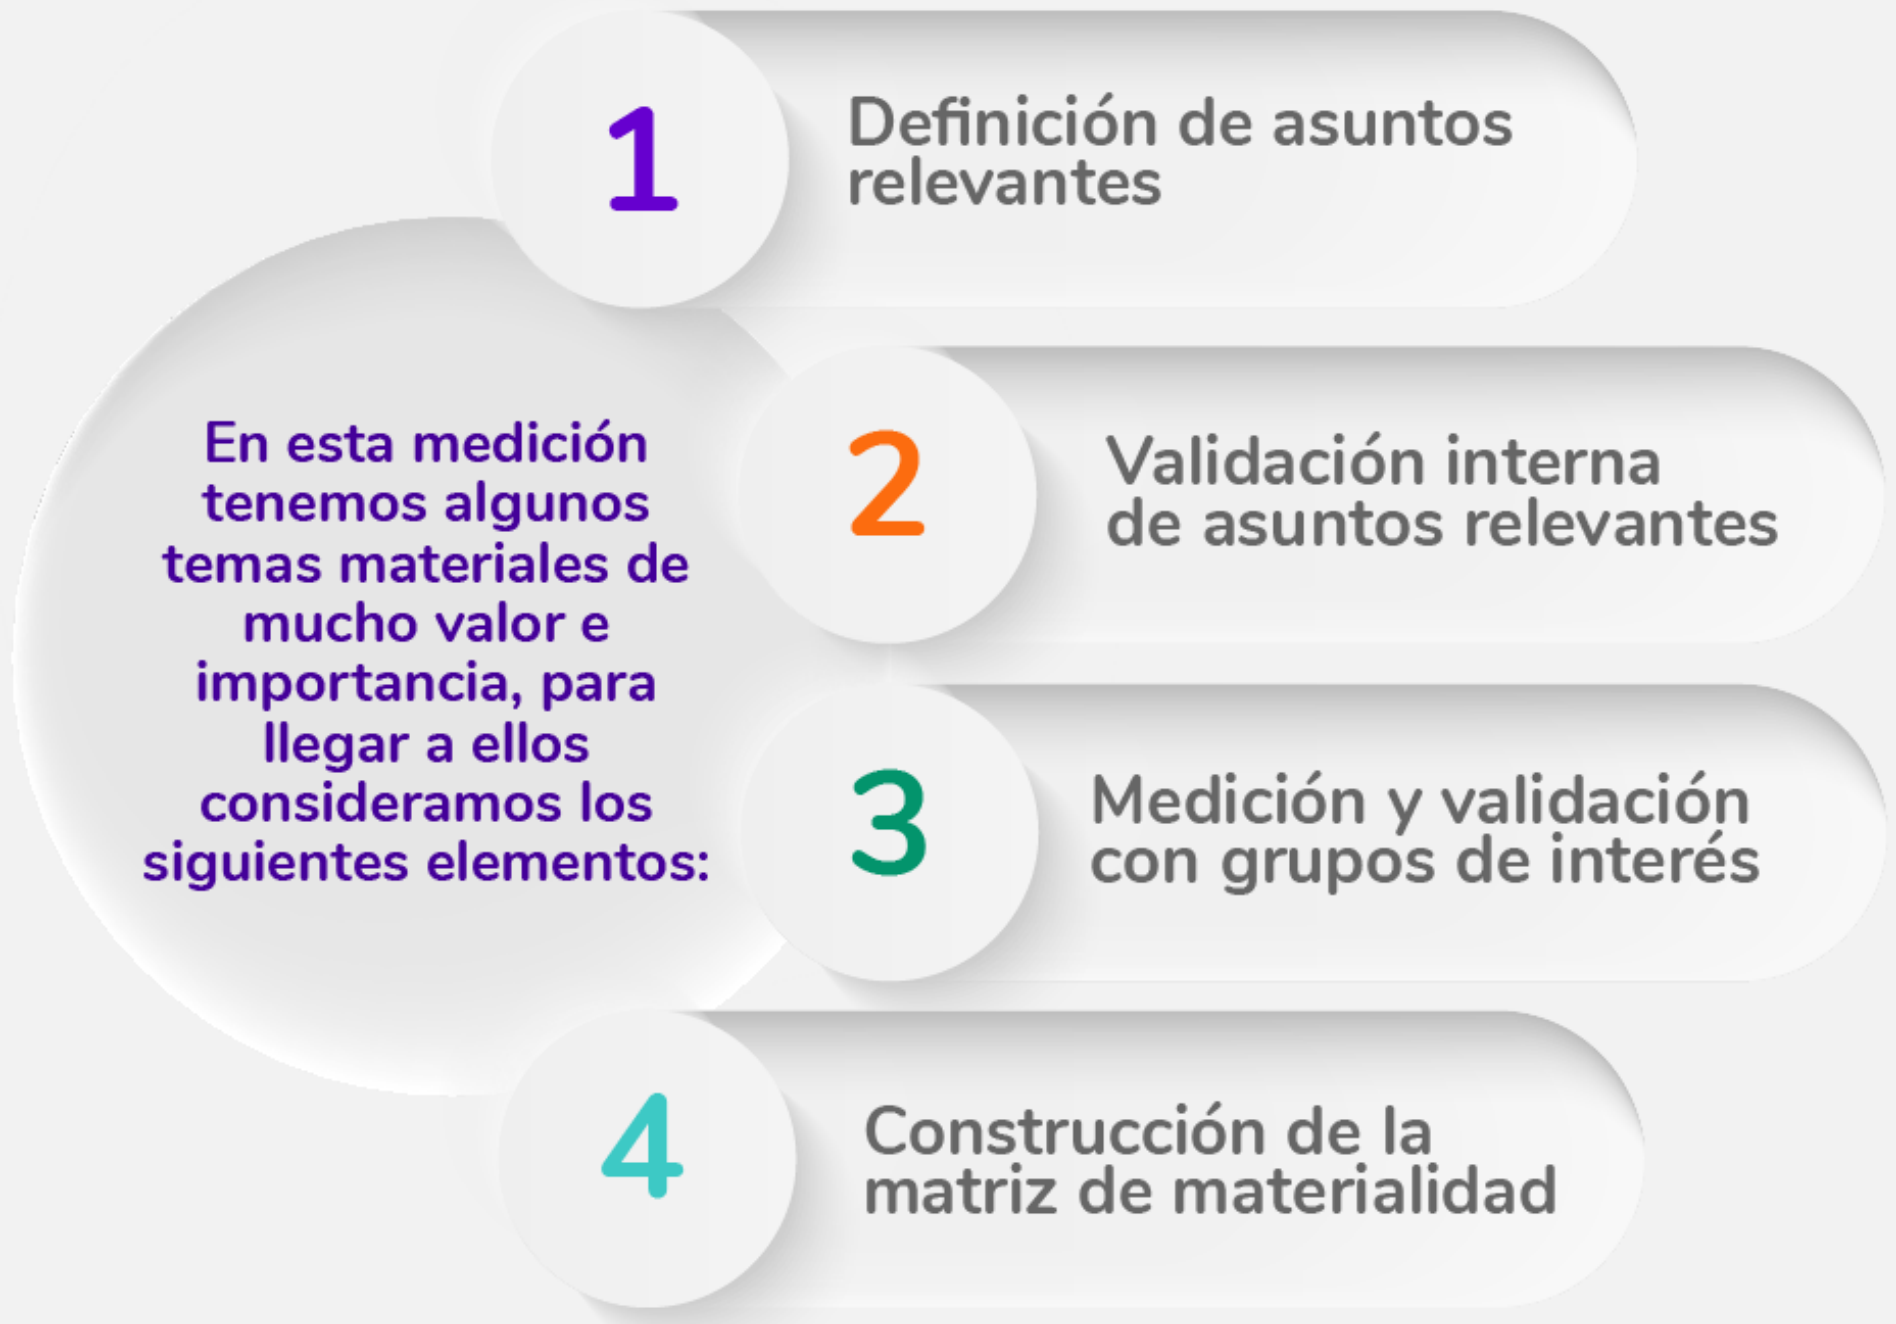 En esta medición
tenemos algunos
temas materiales de
mucho valor e
importancia, para
llegar a ellos
consideramos los
siguientes elementos:
1
Definición de asuntos
relevantes
2
Validación interna
de asuntos relevantes
3
Medición y validación
con grupos de interés
4
Construcción de la
matriz de materialidad